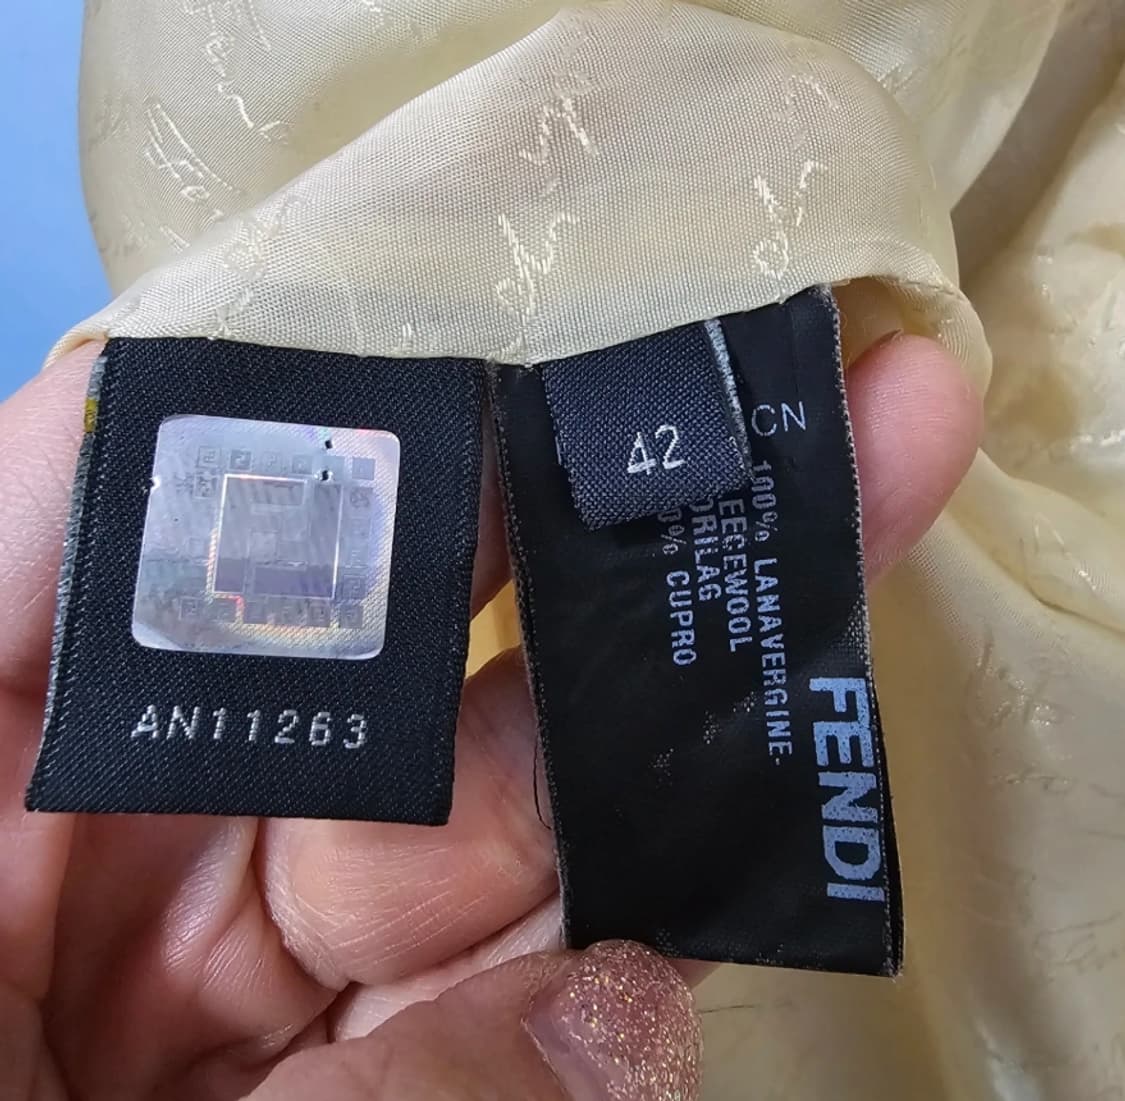 AN11263
42
CN
100% LANAVERGINE-
EECEWOOL
ORILAG
0% CUPRO
FENDI